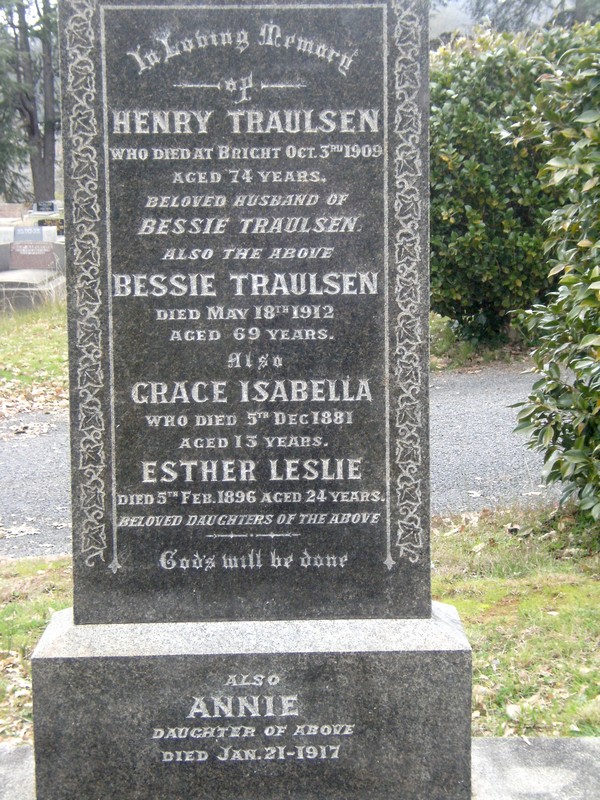 In Loving Memory
of
HENRY TRAULSEN
WHO DIED AT BRIGHT OCT. 3RD 1909
AGED 74 YEARS.
BELOVED HUSBAND OF
BESSIE TRAULSEN.
ALSO THE ABOVE
BESSIE TRAULSEN
DIED MAY 18TH 1912
AGED 69 YEARS.
Also
GRACE ISABELLA
WHO DIED 5TH DEC 1881
AGED 13 YEARS.
ESTHER LESLIE
DIED 5TH FEB. 1896 AGED 24 YEARS.
BELOVED DAUGHTERS OF THE ABOVE
God's will be done
ALSO
ANNIE
DAUGHTER OF ABOVE
DIED JAN. 21-1917